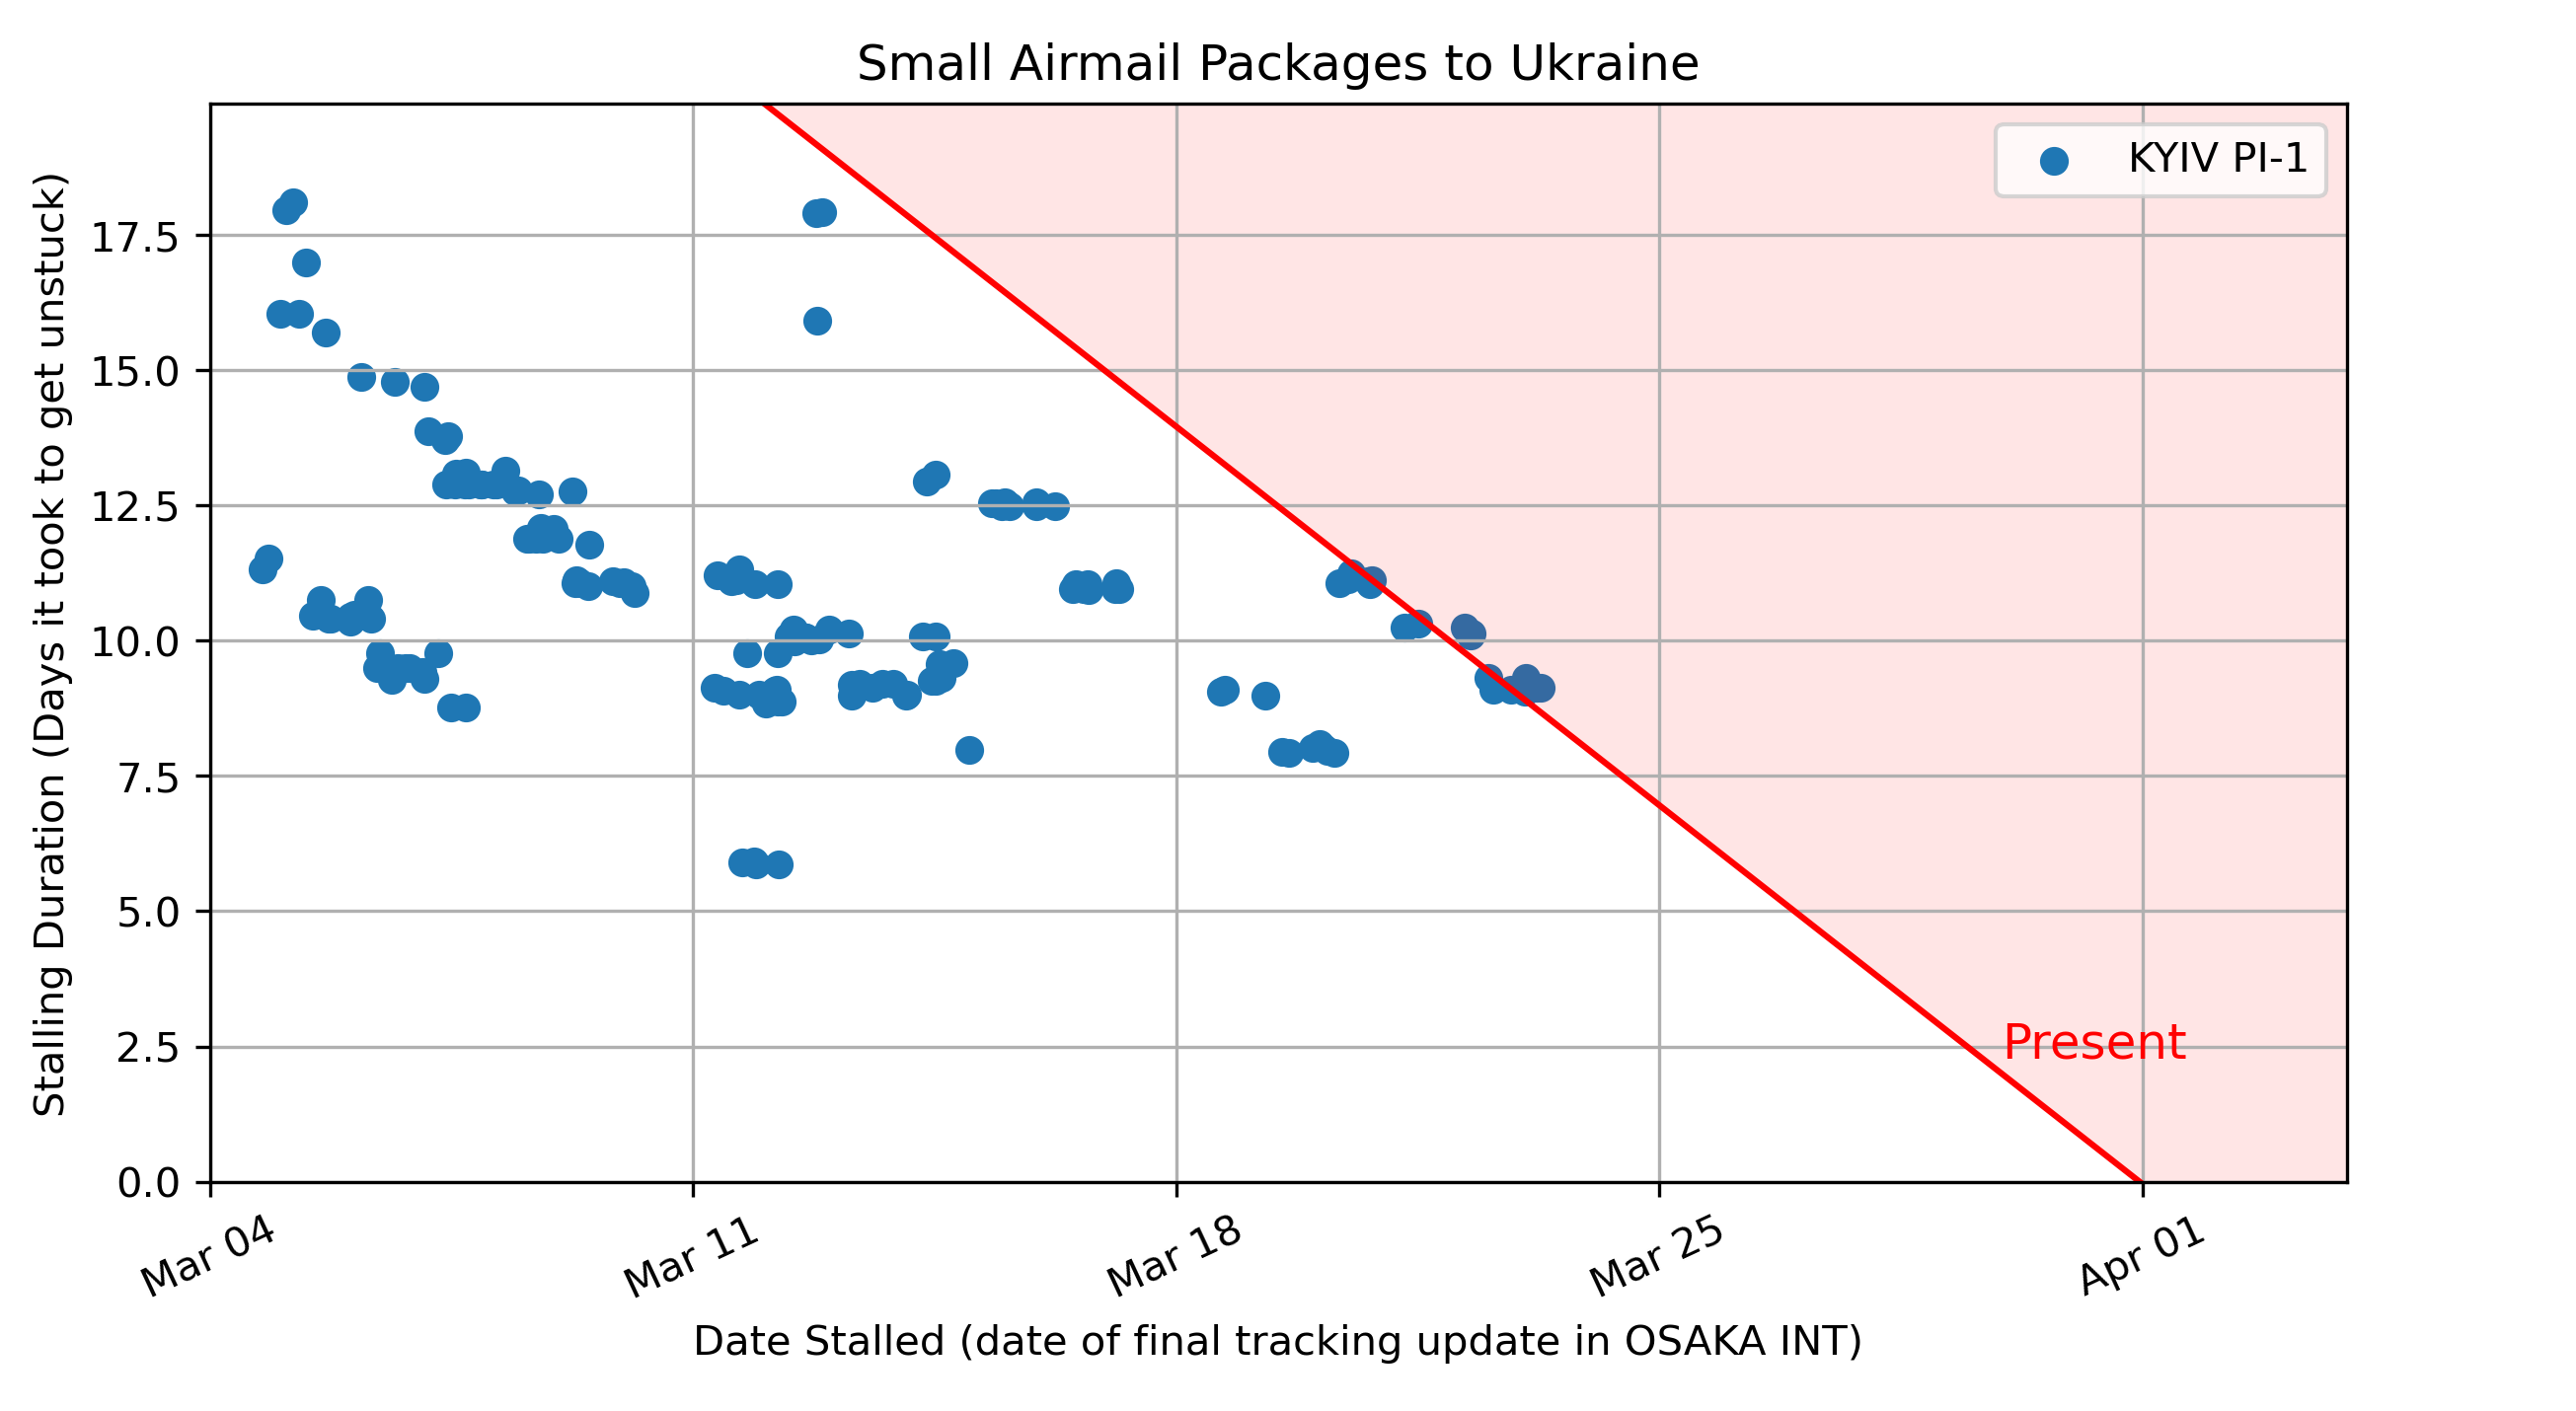 Small Airmail Packages to Ukraine
KYIV PI-1
Stalling Duration (Days it took to get unstuck)
17.5
15.0
12.5
10.0
7.5
5.0
2.5
0.0
Present
Mar 04
Mar 11
Mar 18
Mar 25
Apr 01
Date Stalled (date of final tracking update in OSAKA INT)